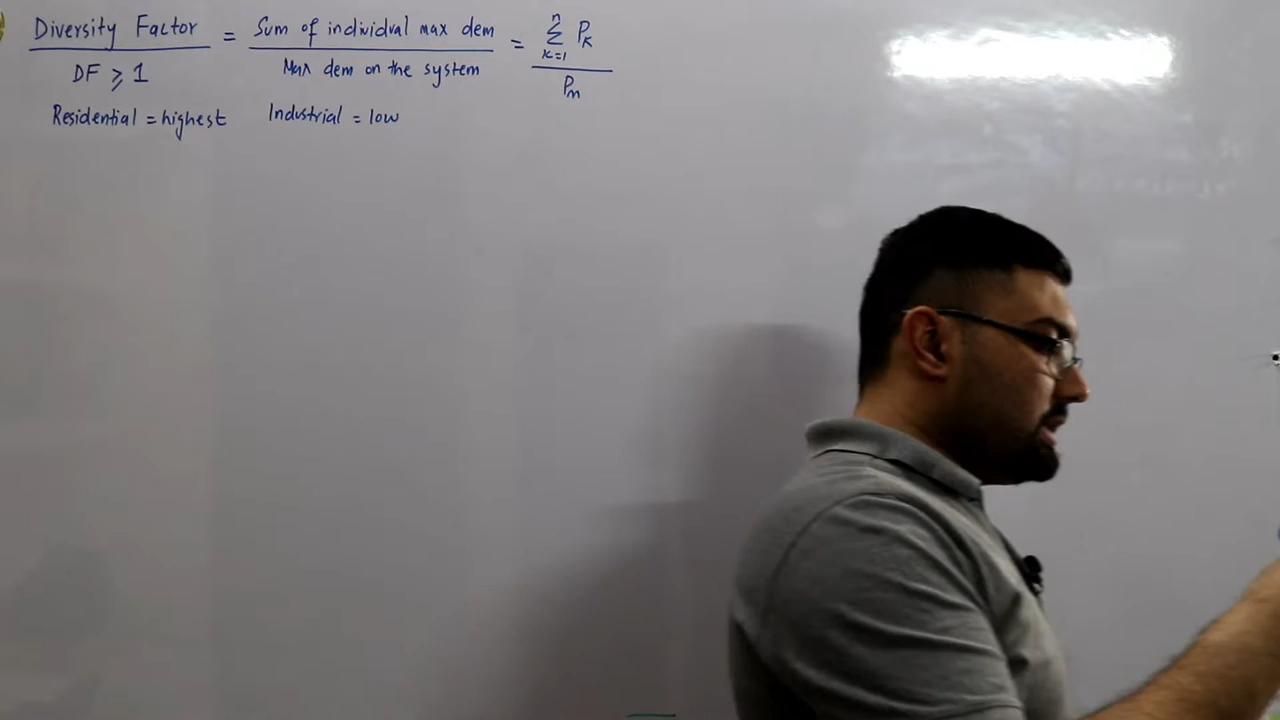 Diversity Factor = Sum of individual max dem / Max dem on the system = n Σ k=1 Pk / Pm
DF ⩾ 1
Residential = highest Industrial = low